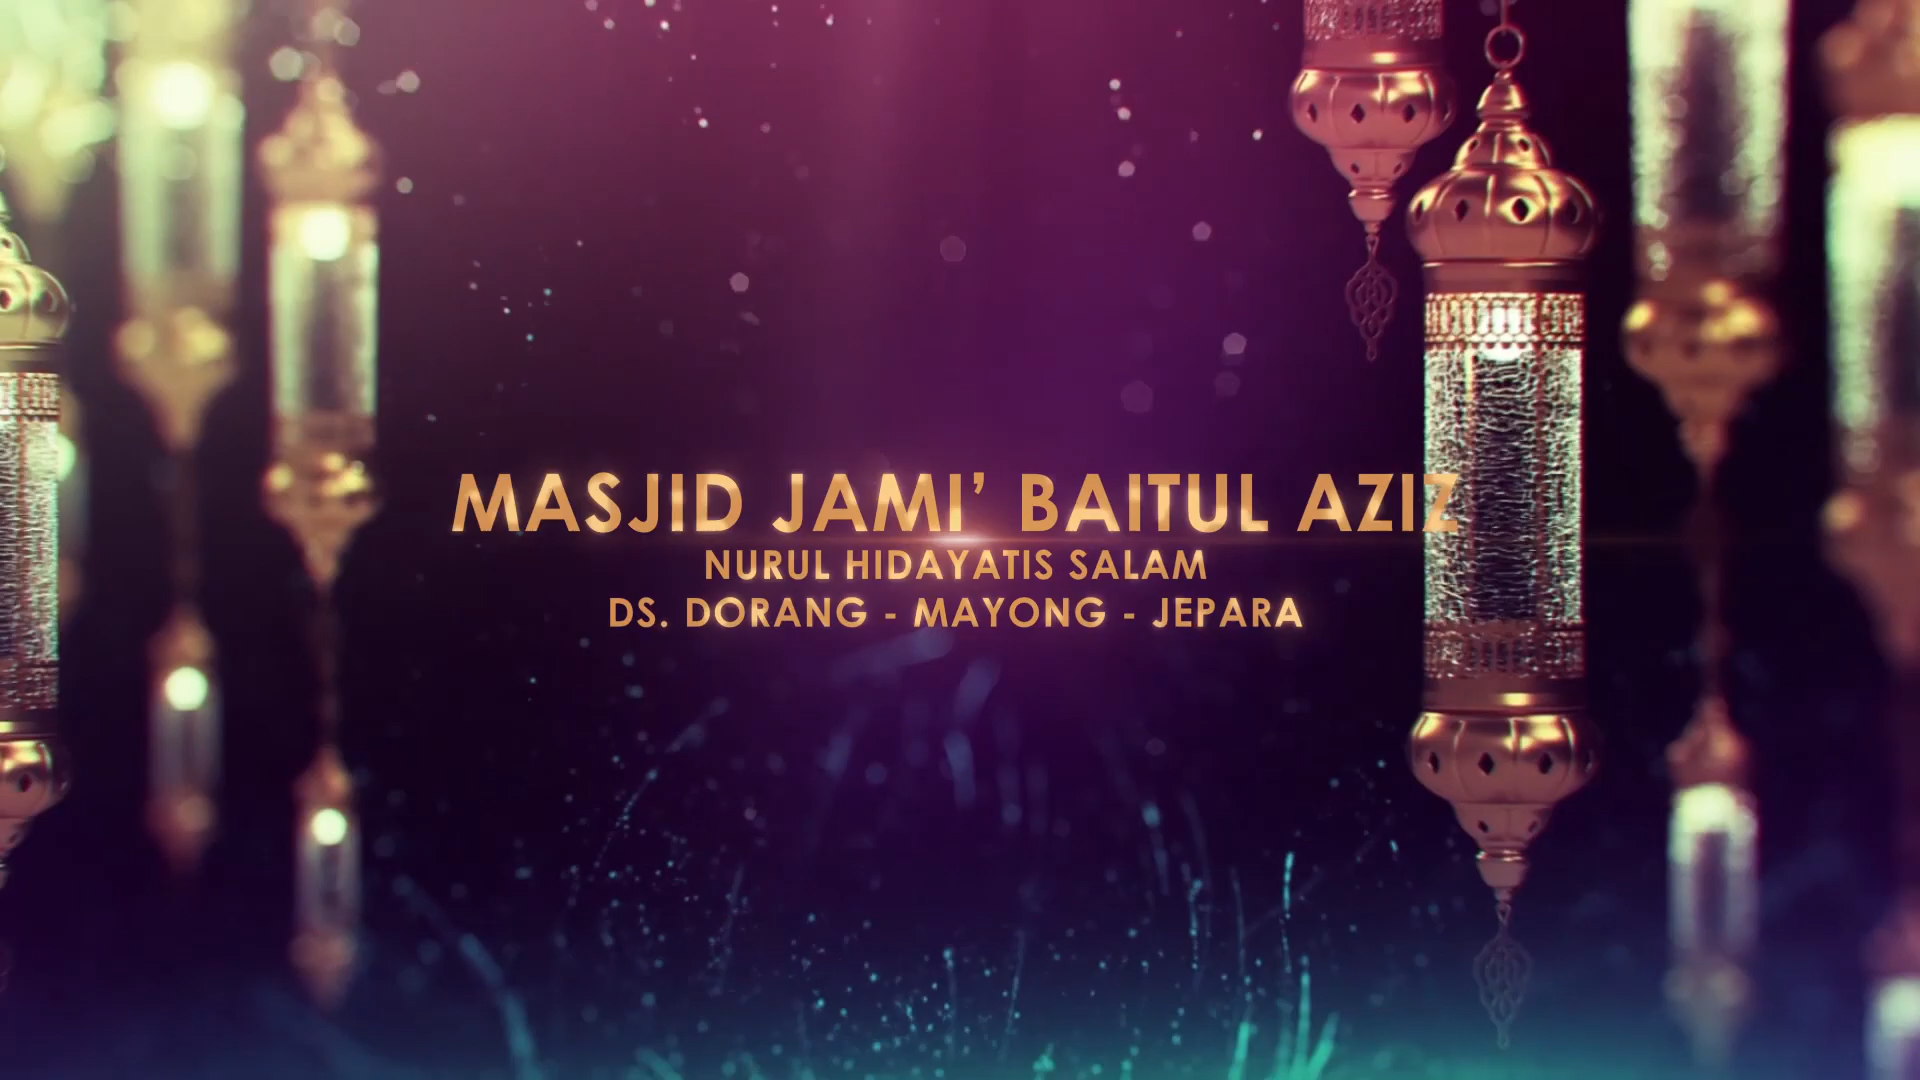 MASJID JAMI’ BAITUL AZIZ
NURUL HIDAYATIS SALAM
DS. DORANG - MAYONG - JEPARA